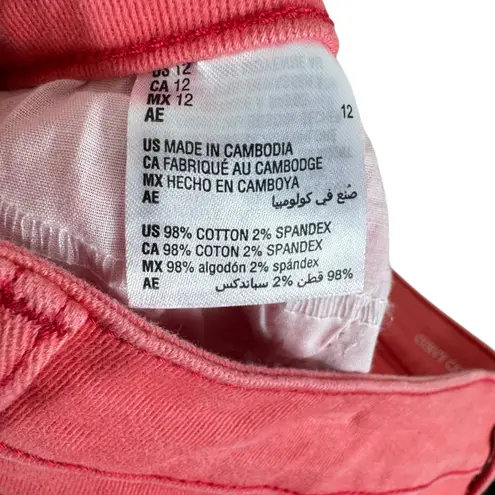 US 12
CA 12
MX 12
AE 12
US MADE IN CAMBODIA
CA FABRIQUÉ AU CAMBODGE
MX HECHO EN CAMBOYA
AE صُنع في كولومبيا
US 98% COTTON 2% SPANDEX
CA 98% COTON 2% SPANDEX
MX 98% algodón 2% spándex
AE 98% قطن 2% سباندكس